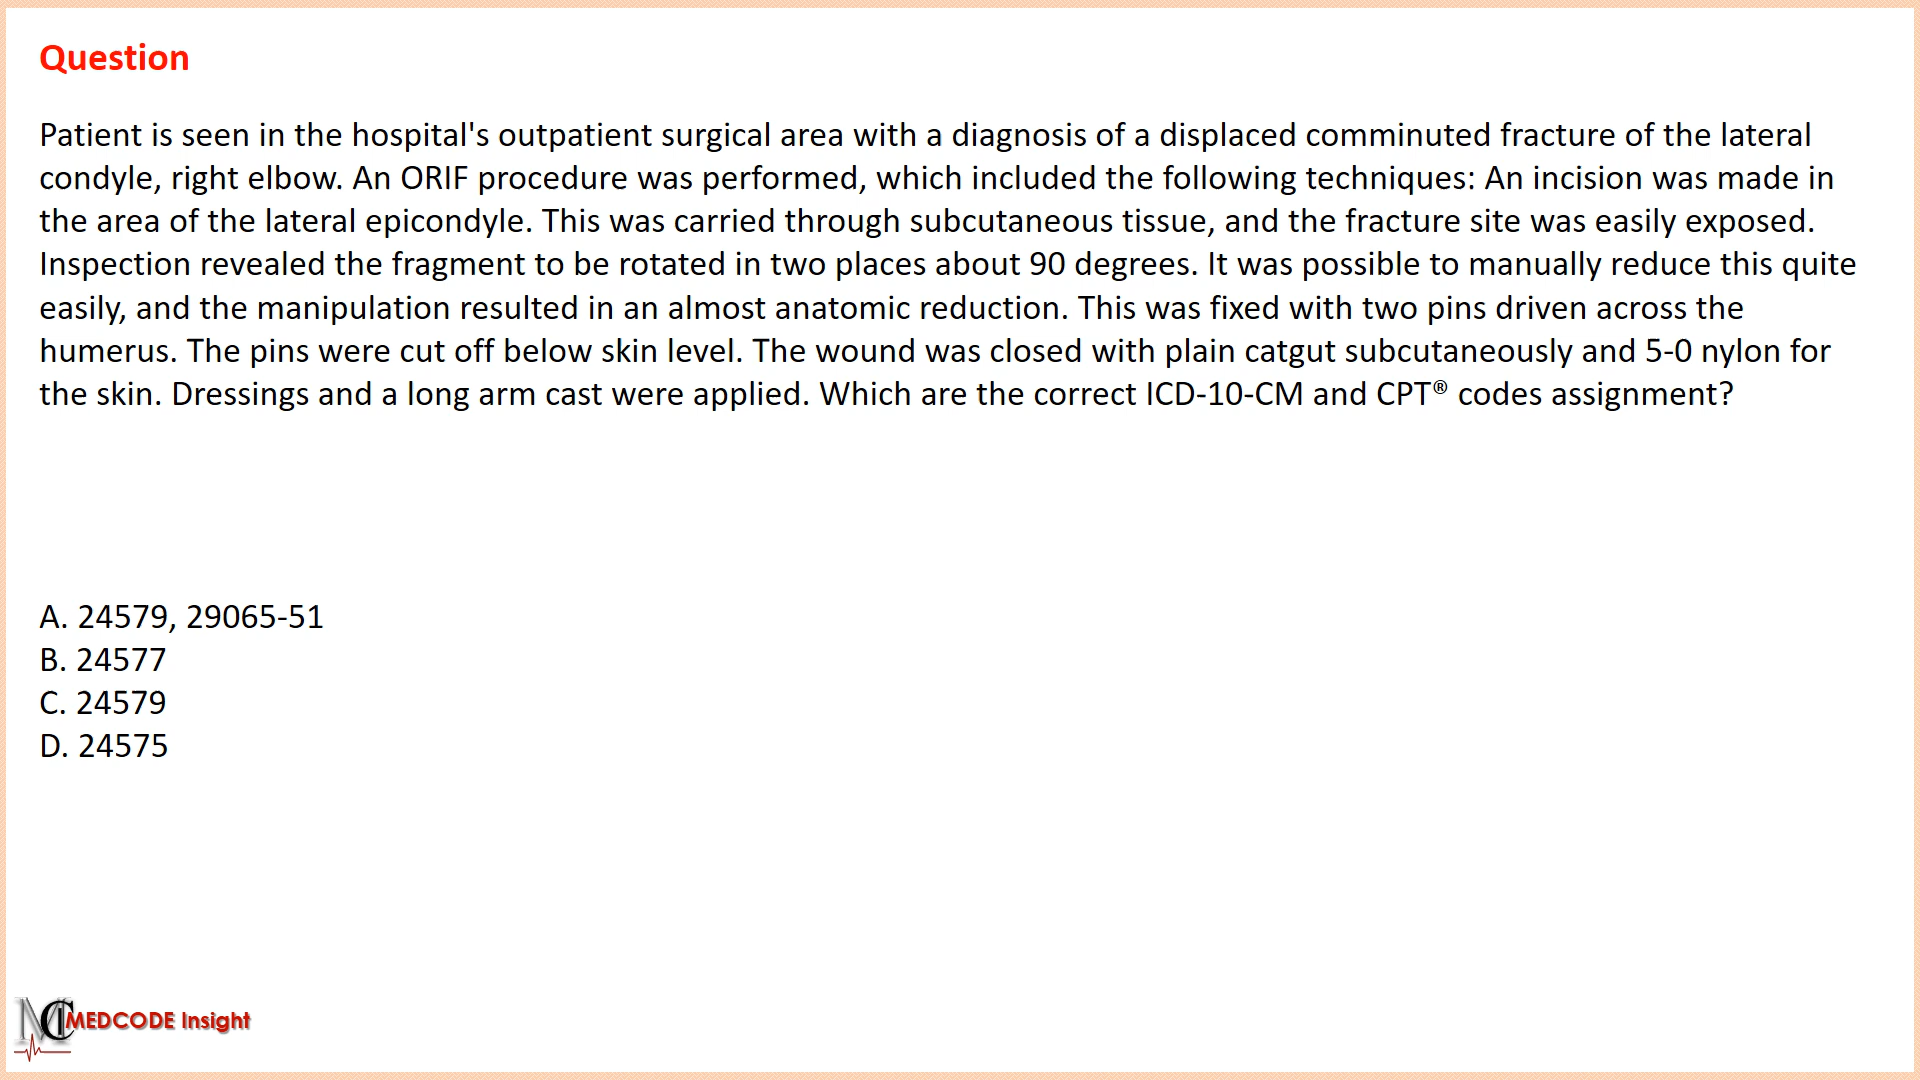 Question
Patient is seen in the hospital's outpatient surgical area with a diagnosis of a displaced comminuted fracture of the lateral
condyle, right elbow. An ORIF procedure was performed, which included the following techniques: An incision was made in
the area of the lateral epicondyle. This was carried through subcutaneous tissue, and the fracture site was easily exposed.
Inspection revealed the fragment to be rotated in two places about 90 degrees. It was possible to manually reduce this quite
easily, and the manipulation resulted in an almost anatomic reduction. This was fixed with two pins driven across the
humerus. The pins were cut off below skin level. The wound was closed with plain catgut subcutaneously and 5-0 nylon for
the skin. Dressings and a long arm cast were applied. Which are the correct ICD-10-CM and CPT® codes assignment?
A. 24579, 29065-51
B. 24577
C. 24579
D. 24575
MCI MEDCODE Insight